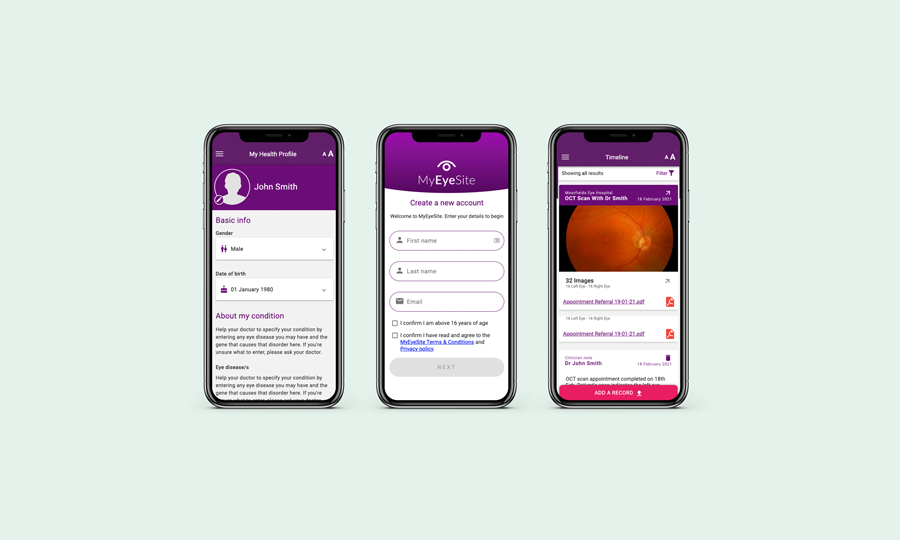 My Health Profile
A A
John Smith
Basic info
Gender
Male
Date of birth
01 January 1980
About my condition
Help your doctor to specify your condition by
entering any eye disease you may have and the
gene that causes that disorder here. If you're
unsure what to enter, please ask your doctor.
Eye disease/s
Help your doctor to specify your condition by
entering any eye disease you may have and the
gene that causes that disorder here. If you're
MyEyeSite
Create a new account
Welcome to MyEyeSite. Enter your details to begin
First name
Last name
Email
I confirm I am above 16 years of age
I confirm I have read and agree to the
MyEyeSite Terms & Conditions and
Privacy policy.
NEXT
Timeline
A A
Showing all results
Filter
Moorfields Eye Hospital
OCT Scan With Dr Smith
18 February 2021
32 Images
16 Left Eye - 16 Right Eye
Appointment Referral 19-01-21.pdf
16 Left Eye - 16 Right Eye
Appointment Referral 19-01-21.pdf
Clinician note
Dr John Smith
18 February 2021
OCT scan appointment completed on 18th
ADD A RECORD